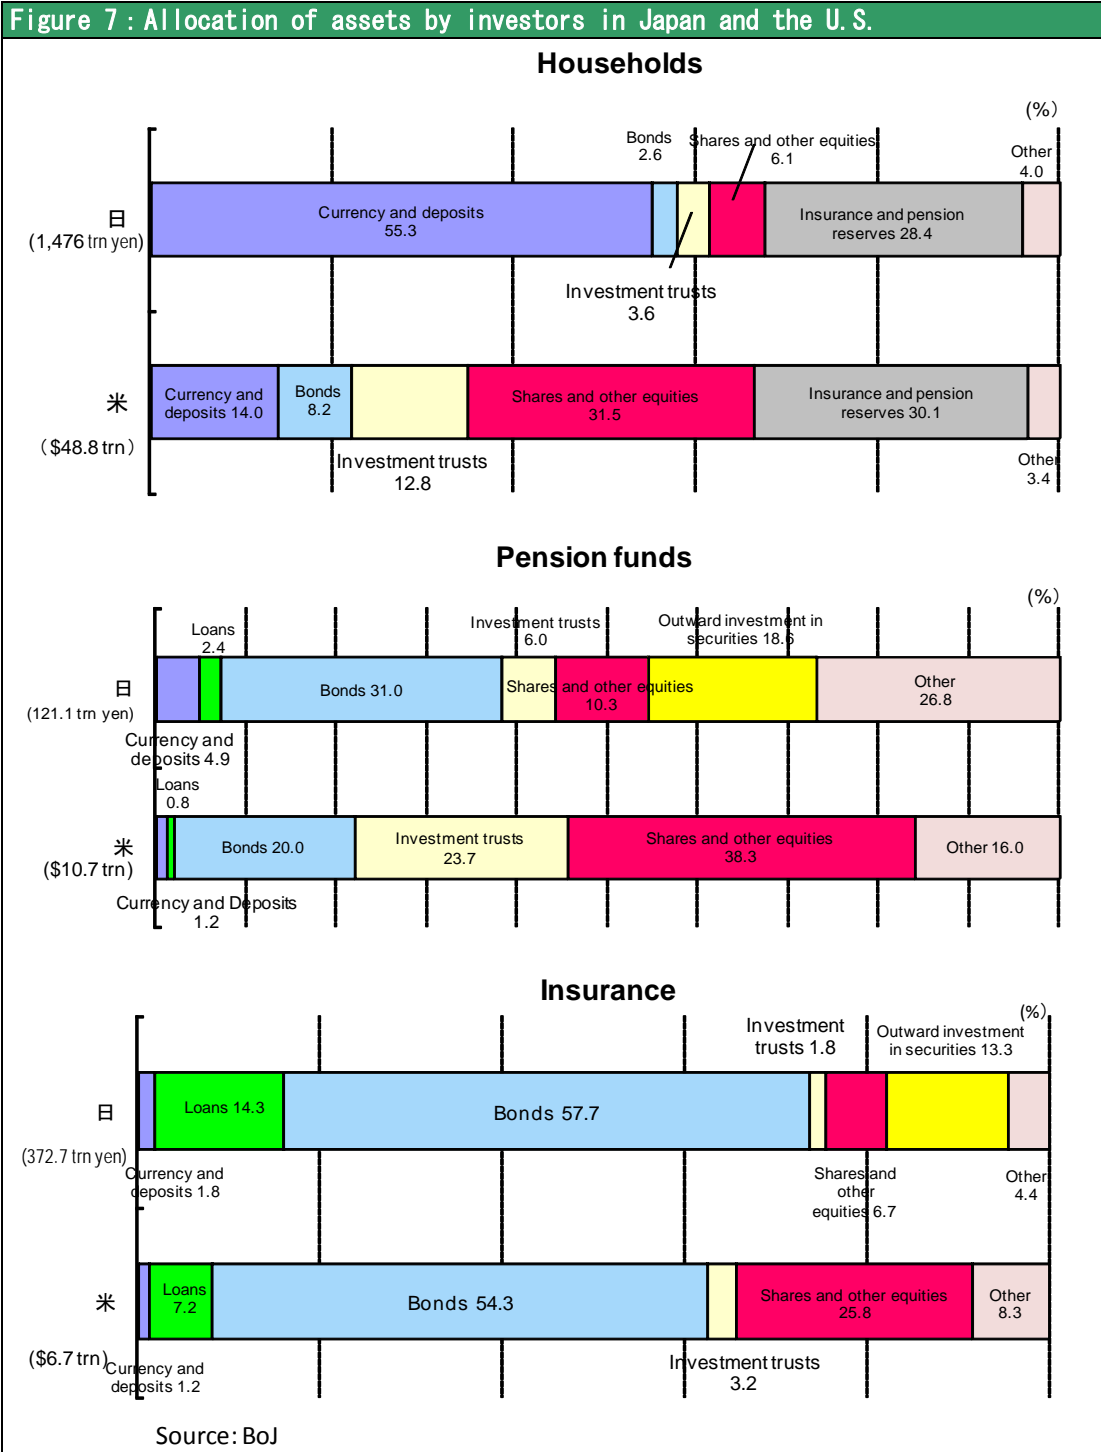 Figure 7 : Allocation of assets by investors in Japan and the U.S.
Households
(%)
Bonds
2.6
Shares and other equities
6.1
Other
4.0
日
(1,476 trn yen)
Currency and deposits
55.3
Insurance and pension
reserves 28.4
Investment trusts
3.6
米
($48.8 trn)
Currency and
deposits 14.0
Bonds
8.2
Shares and other equities
31.5
Insurance and pension
reserves 30.1
Investment trusts
12.8
Other
3.4
Pension funds
(%)
Loans
2.4
Investment trusts
6.0
Outward investment in
securities 18.6
日
(121.1 trn yen)
Bonds 31.0
Shares and other equities
10.3
Other
26.8
Currency and
deposits 4.9
Loans
0.8
米
($10.7 trn)
Bonds 20.0
Investment trusts
23.7
Shares and other equities
38.3
Other 16.0
Currency and Deposits
1.2
Insurance
(%)
Investment
trusts 1.8
Outward investment
in securities 13.3
日
(372.7 trn yen)
Loans 14.3
Bonds 57.7
Currency and
deposits 1.8
Shares and
other
equities 6.7
Other
4.4
米
($6.7 trn)
Loans
7.2
Bonds 54.3
Shares and other equities
25.8
Other
8.3
Currency and
deposits 1.2
Investment trusts
3.2
Source: BoJ